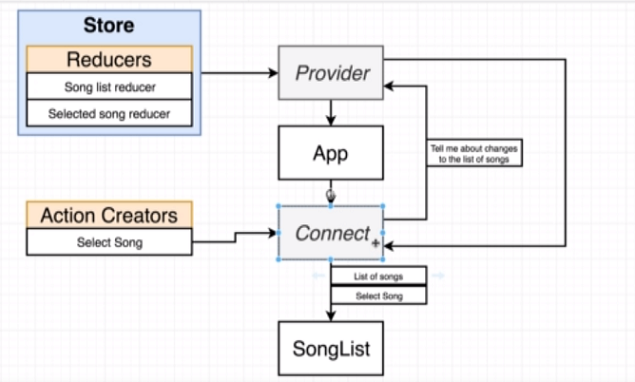 Store
Reducers
Song list reducer
Selected song reducer
Provider
App
Tell me about changes
to the list of songs
Action Creators
Select Song
Connect
List of songs
Select Song
SongList